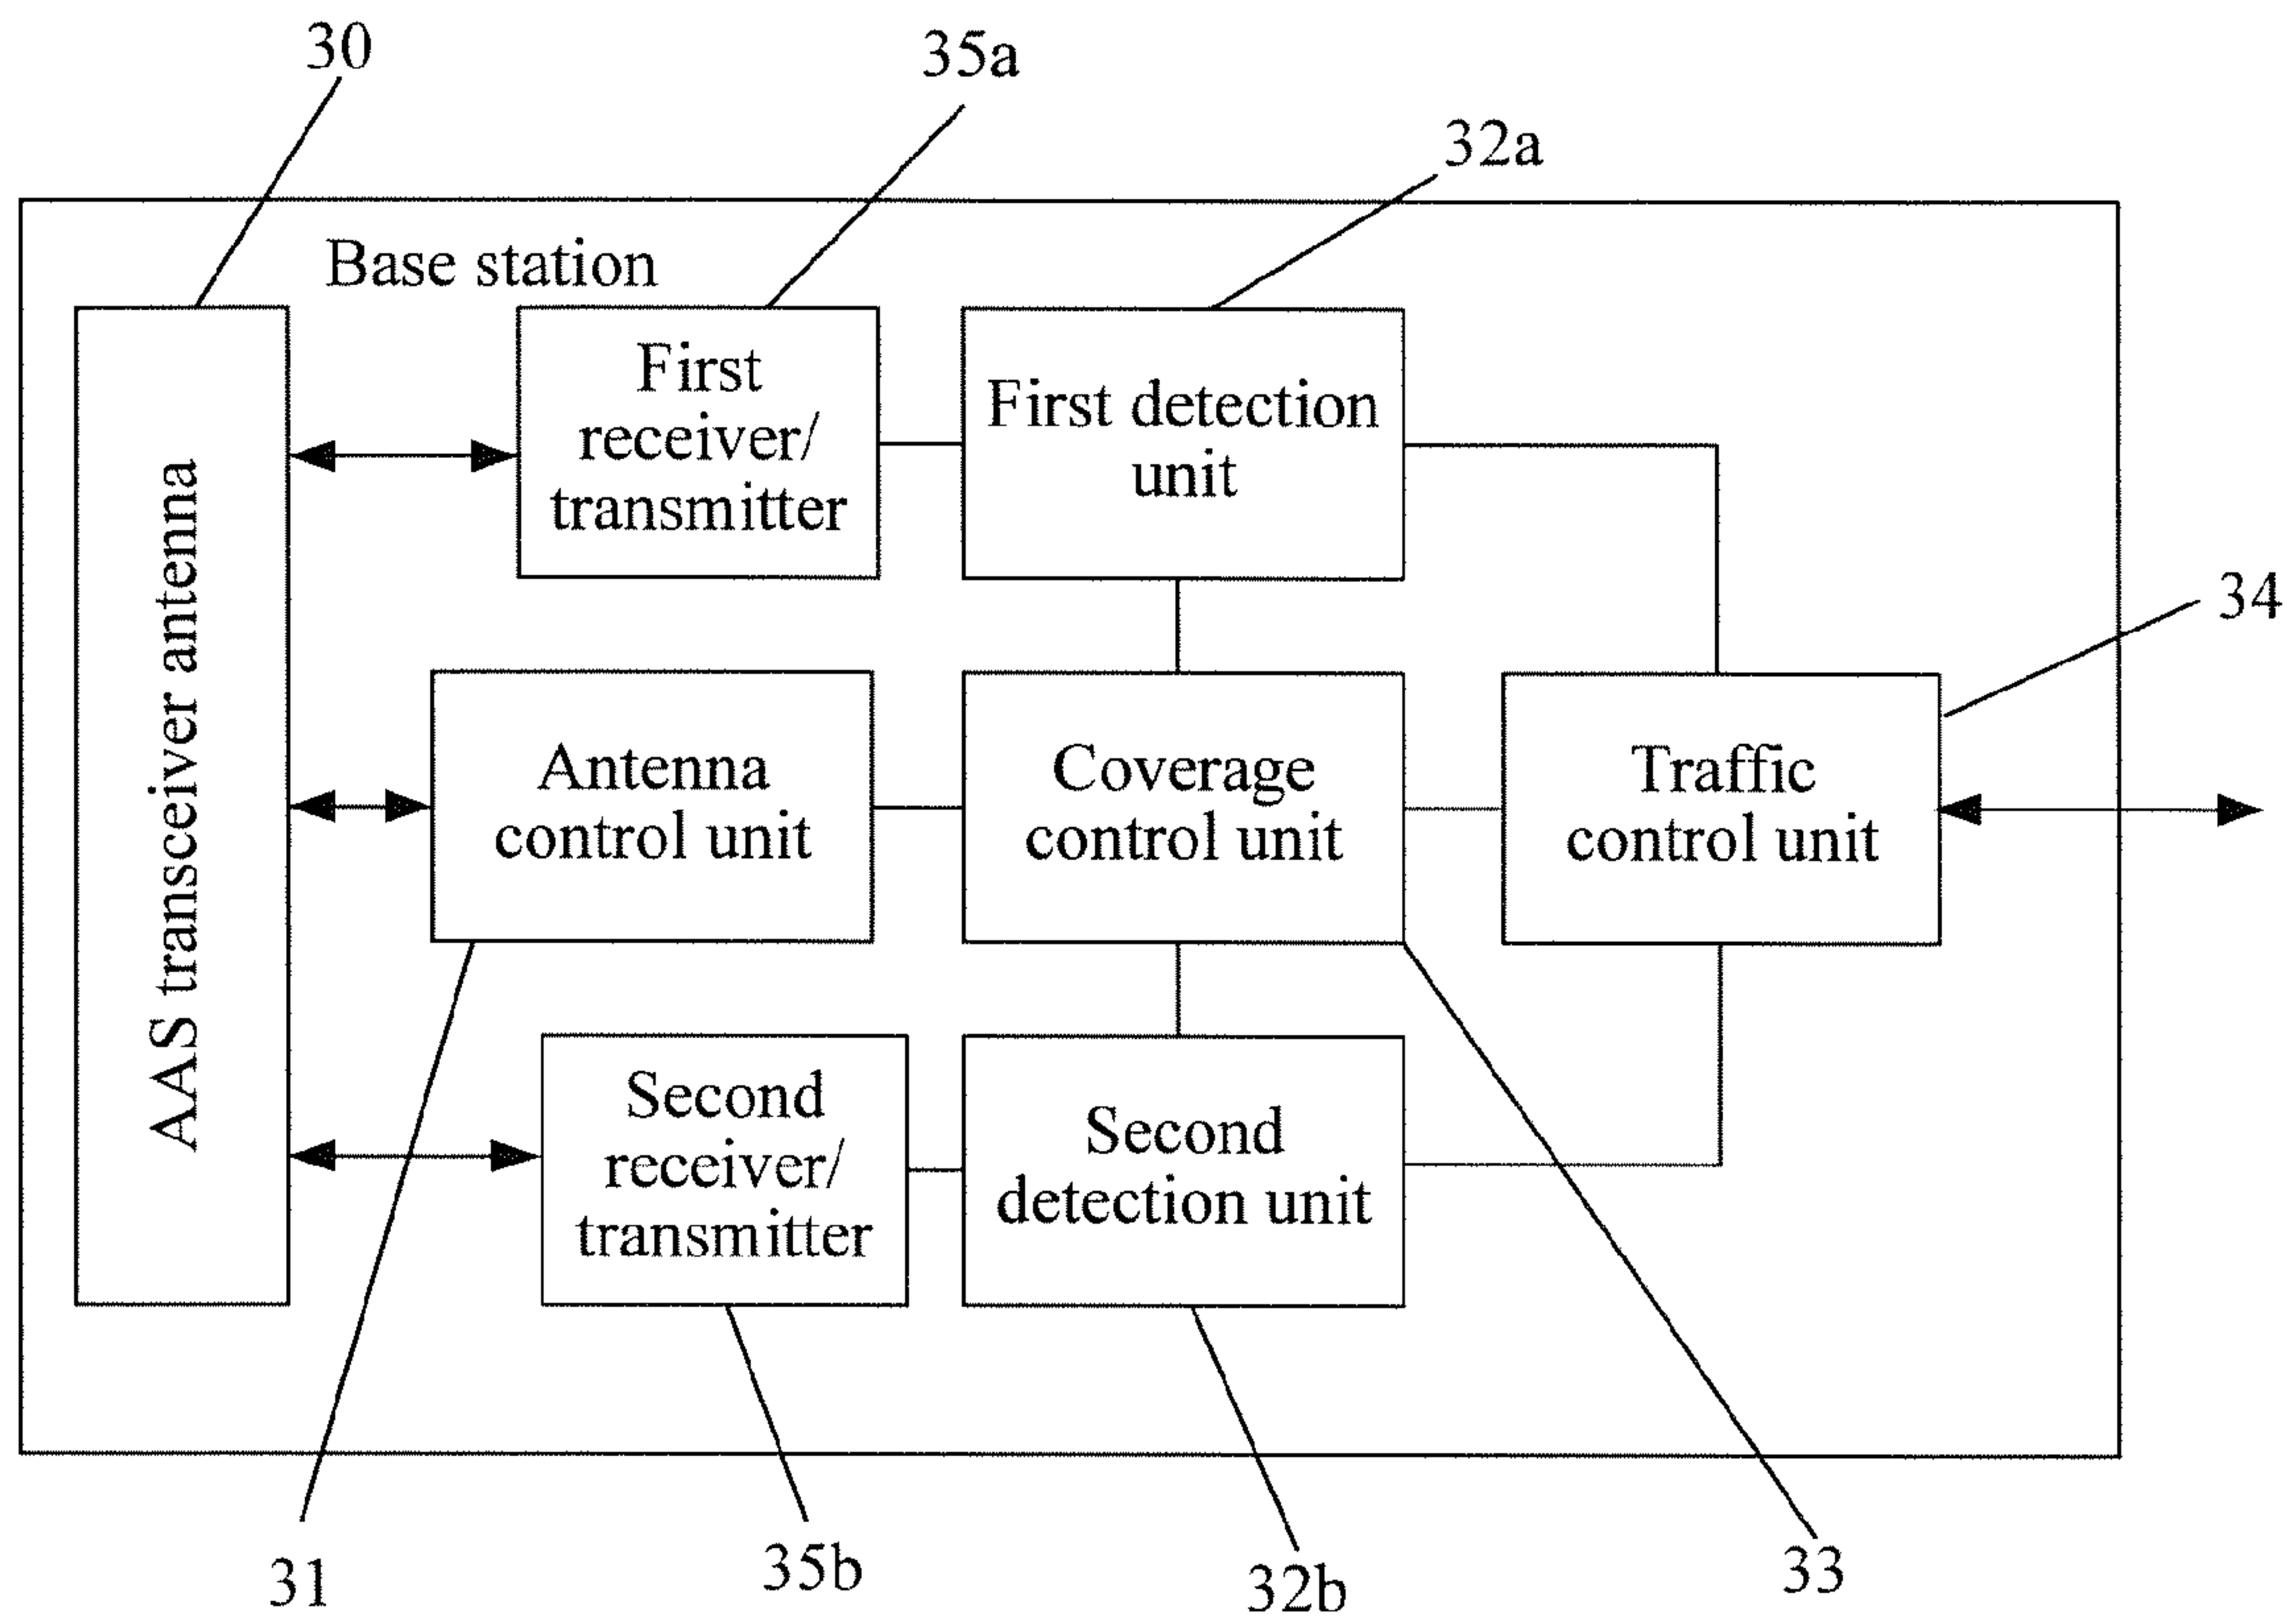 30
35a
32a
Base station
First
receiver/
transmitter
First detection
unit
34
AAS transceiver antenna
Antenna
control unit
Coverage
control unit
Traffic
control unit
Second
receiver/
transmitter
Second
detection unit
31
35b
32b
33